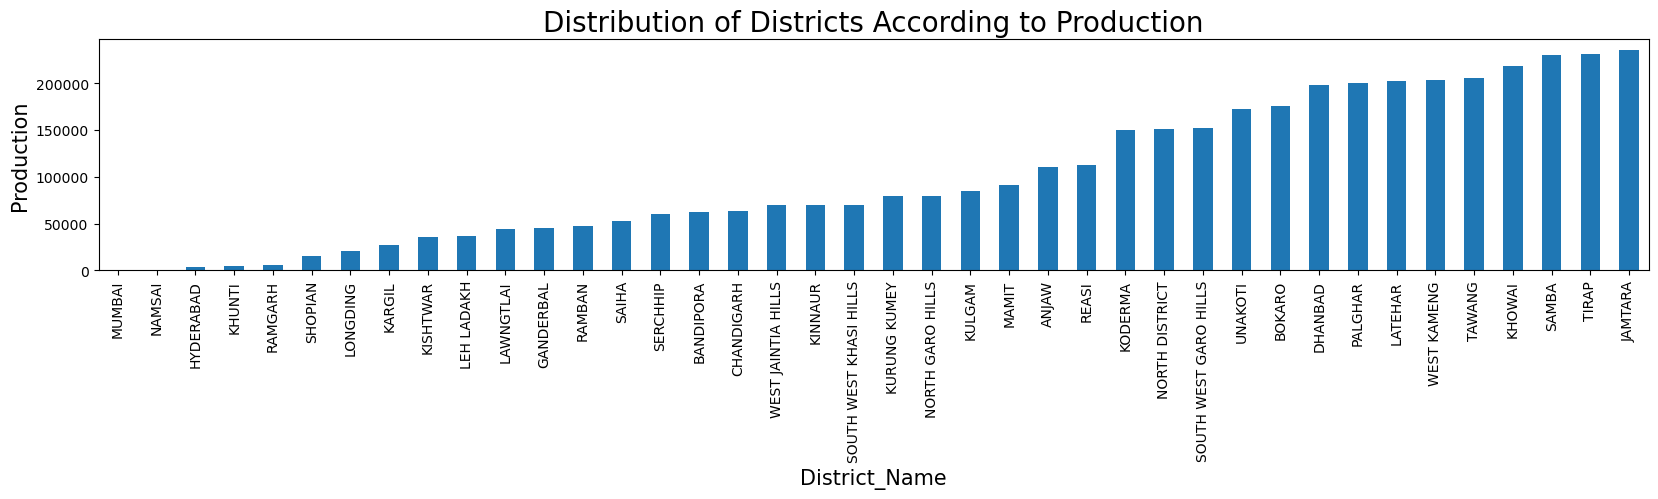 Distribution of Districts According to Production
Production
200000
150000
100000
50000
0
MUMBAI
NAMSAI
HYDERABAD
KHUNTI
RAMGARH
SHOPIAN
LONGDING
KARGIL
KISHTWAR
LEH LADAKH
LAWNGTLAI
GANDERBAL
RAMBAN
SAIHA
SERCHHIP
BANDIPORA
CHANDIGARH
WEST JAINTIA HILLS
KINNAUR
SOUTH WEST KHASI HILLS
KURUNG KUMEY
NORTH GARO HILLS
KULGAM
MAMIT
ANJAW
REASI
KODERMA
NORTH DISTRICT
SOUTH WEST GARO HILLS
UNAKOTI
BOKARO
DHANBAD
PALGHAR
LATEHAR
WEST KAMENG
TAWANG
KHOWAI
SAMBA
TIRAP
JAMTARA
District_Name